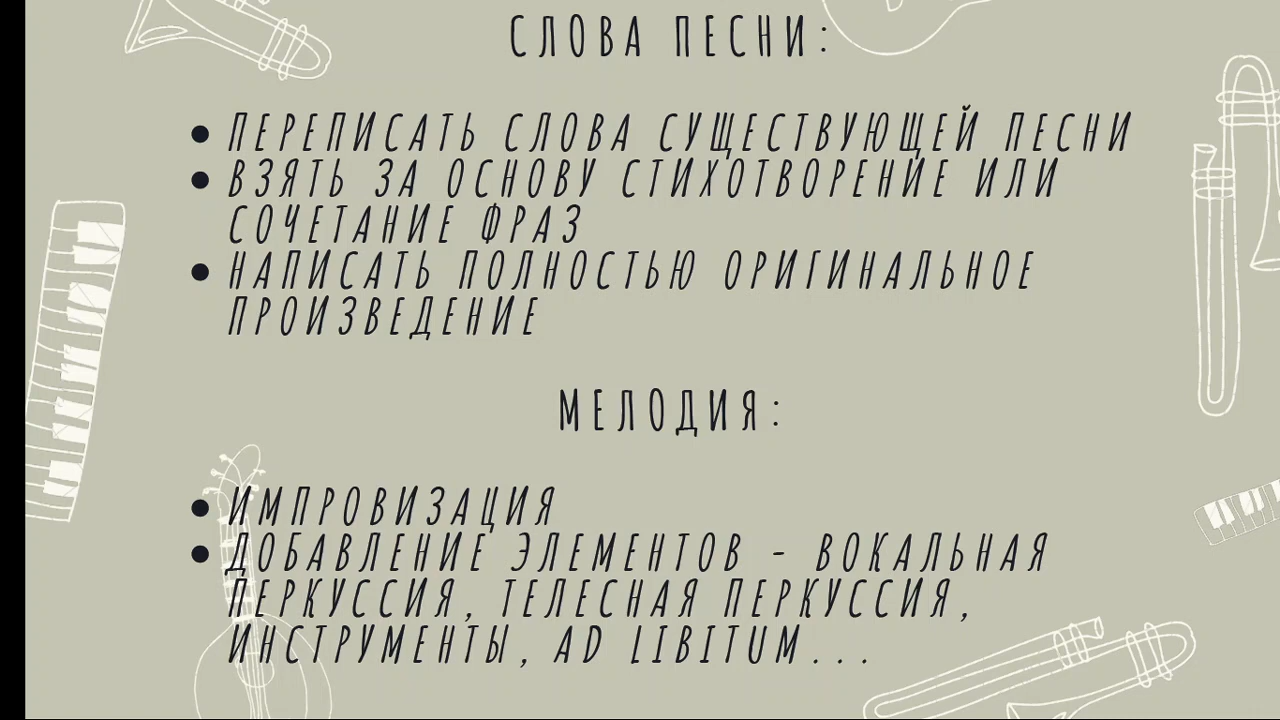 СЛОВА ПЕСНИ:
• ПЕРЕПИСАТЬ СЛОВА СУЩЕСТВУЮЩЕЙ ПЕСНИ
• ВЗЯТЬ ЗА ОСНОВУ СТИХОТВОРЕНИЕ ИЛИ
СОЧЕТАНИЕ ФРАЗ
• НАПИСАТЬ ПОЛНОСТЬЮ ОРИГИНАЛЬНОЕ
ПРОИЗВЕДЕНИЕ
МЕЛОДИЯ:
• ИМПРОВИЗАЦИЯ
• ДОБАВЛЕНИЕ ЭЛЕМЕНТОВ - ВОКАЛЬНАЯ
ПЕРКУССИЯ, ТЕЛЕСНАЯ ПЕРКУССИЯ,
ИНСТРУМЕНТЫ, AD LIBITUM...